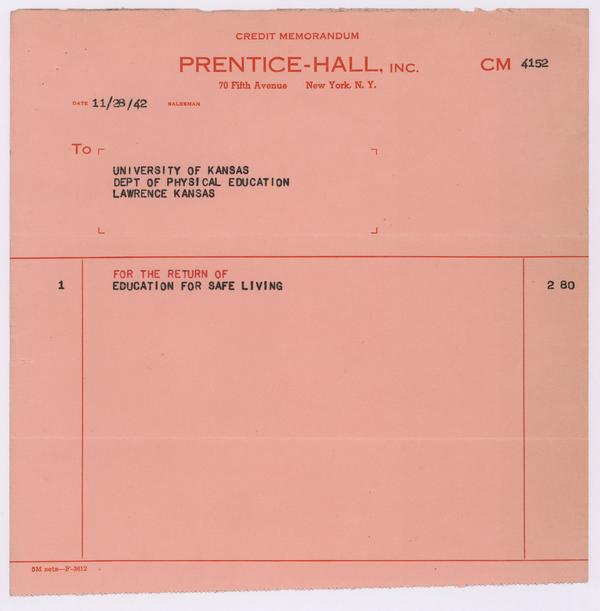 CREDIT MEMORANDUM
PRENTICE-HALL, INC.
CM 4152
70 Fifth Avenue New York, N. Y.
DATE 11/28/42 SALESMAN
To
UNIVERSITY OF KANSAS
DEPT OF PHYSICAL EDUCATION
LAWRENCE KANSAS
FOR THE RETURN OF
1 EDUCATION FOR SAFE LIVING 2 80
5M sets—F-3612